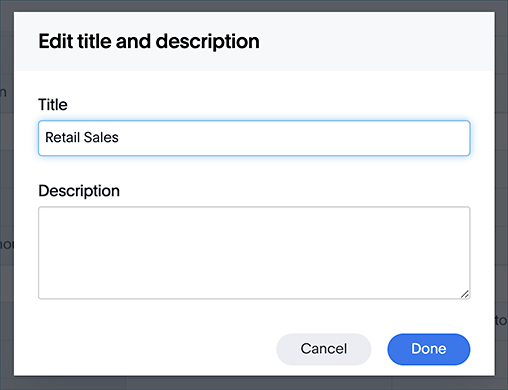 Edit title and description
Title
Retail Sales
Description
Cancel
Done